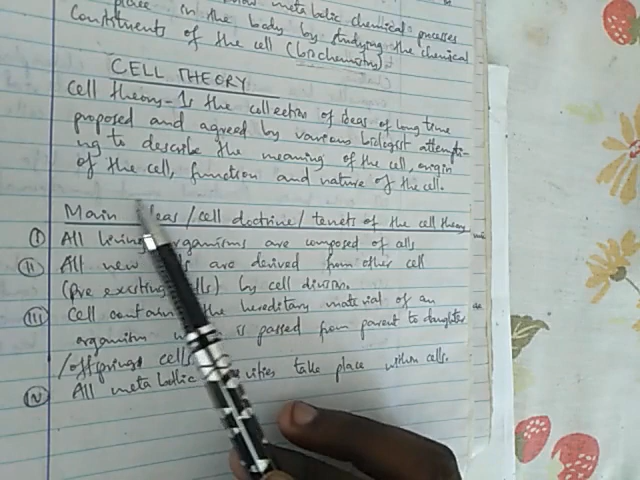 place in the body by studying the chemical
Constituents of the cell (biochemistry).
CELL THEORY
Cell theory - Is the collection of ideas of long time
proposed and agreed by various biologist attempti-
ng to describe the meaning of the cell, origin
of the cell, function and nature of the cell.
Main eas / cell doctrine / tenets of the cell theory
(I) All living organisms are composed of cells
(II) All new are derived from other cell
(pre existing lls) by cell division.
(III) Cell contain the hereditary material of an
organism is passed from parent to daughter
/offsprings cells
(IV) All metabolic vities take place within cells.